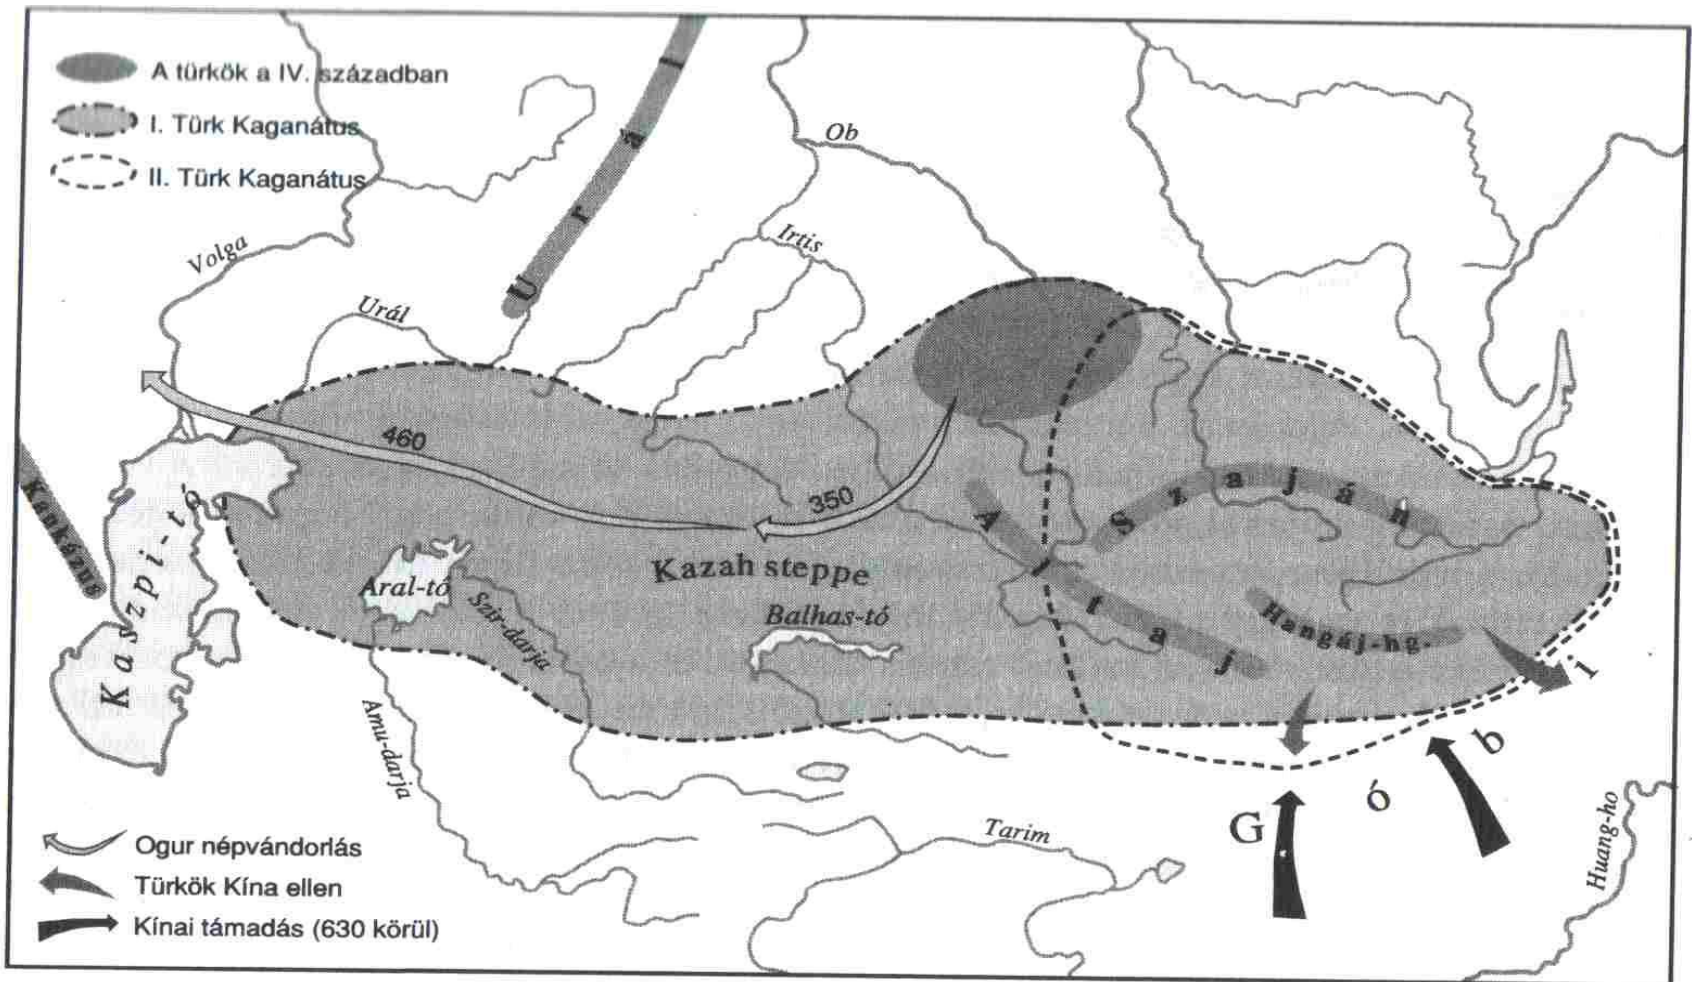 A türkök a IV. században
I. Türk Kaganátus
II. Türk Kaganátus
Urál
Ob
Irtis
Volga
Urál
460
350
Kaukázus
Kaszpi-tó
Aral-tó
Szir-darja
Amu-darja
Kazah steppe
Balhas-tó
Altaj
Szaján
Hangáj-hg.
Góbi
Tarim
Huang-ho
Ogur népvándorlás
Türkök Kína ellen
Kínai támadás (630 körül)